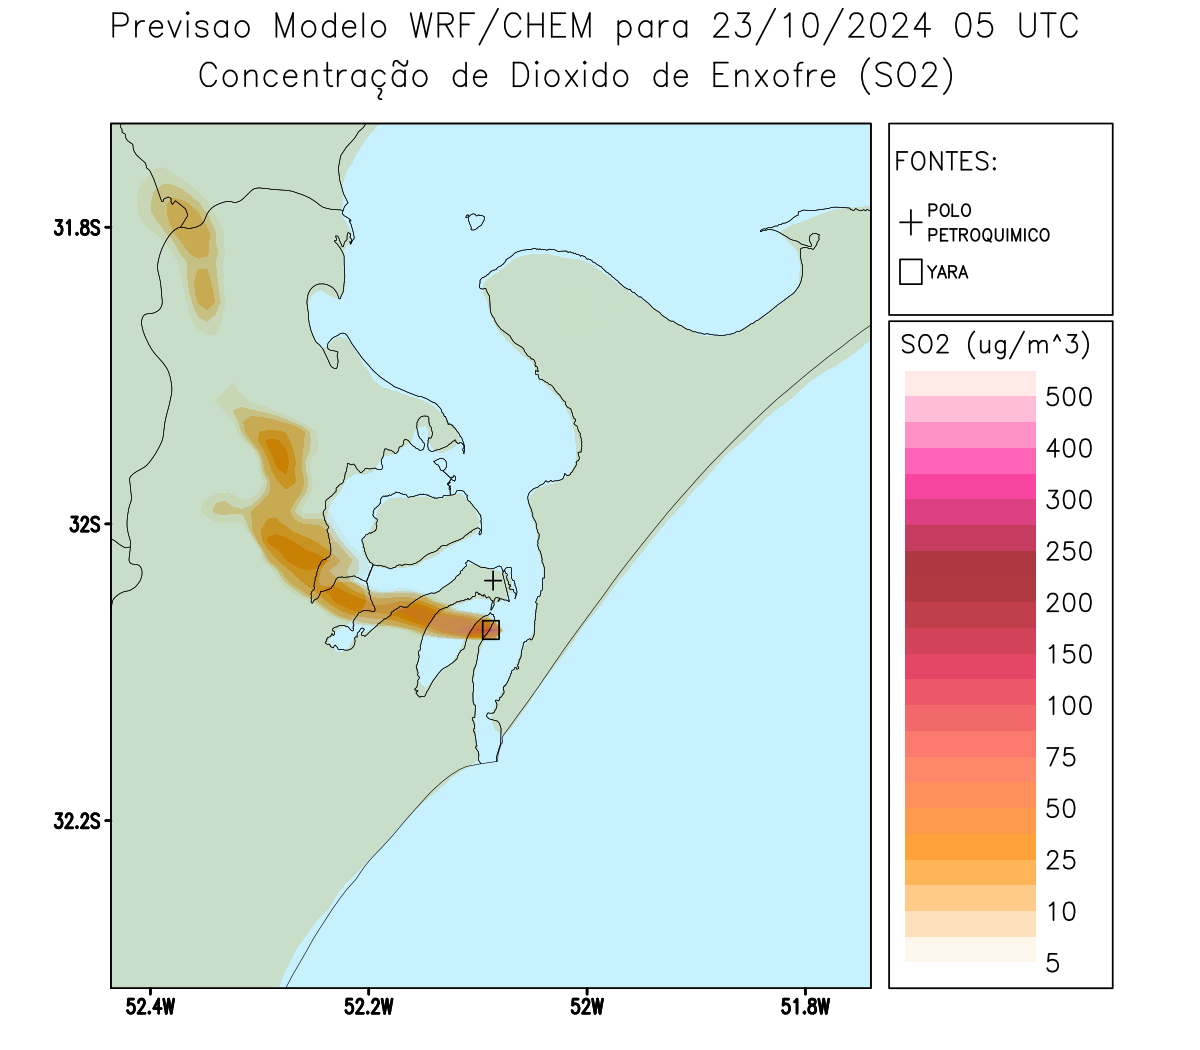 Previsao Modelo WRF/CHEM para 23/10/2024 05 UTC
Concentração de Dioxido de Enxofre (SO2)
FONTES:
POLO
PETROQUIMICO
YARA
SO2 (ug/m^3)
500
400
300
250
200
150
100
75
50
25
10
5
31.8S
32S
32.2S
52.4W
52.2W
52W
51.8W